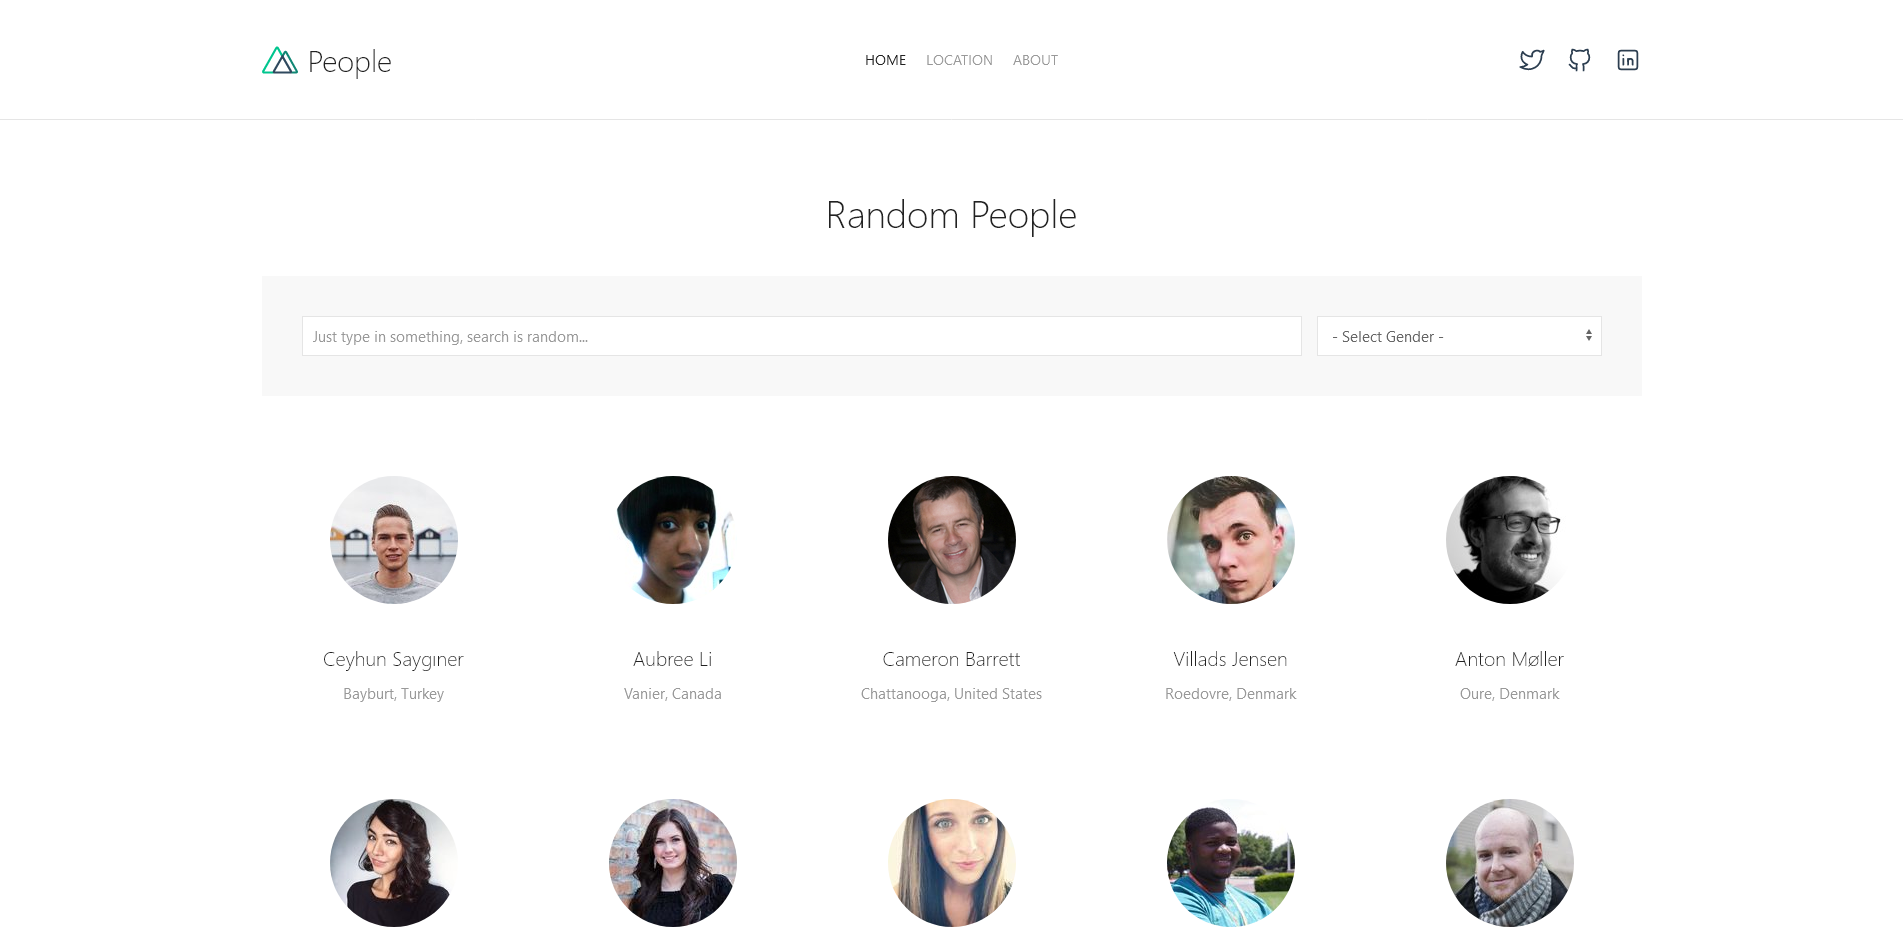 People
HOME LOCATION ABOUT
Random People
Just type in something, search is random...
- Select Gender -
Ceyhun Saygıner
Bayburt, Turkey
Aubree Li
Vanier, Canada
Cameron Barrett
Chattanooga, United States
Villads Jensen
Roedovre, Denmark
Anton Møller
Oure, Denmark